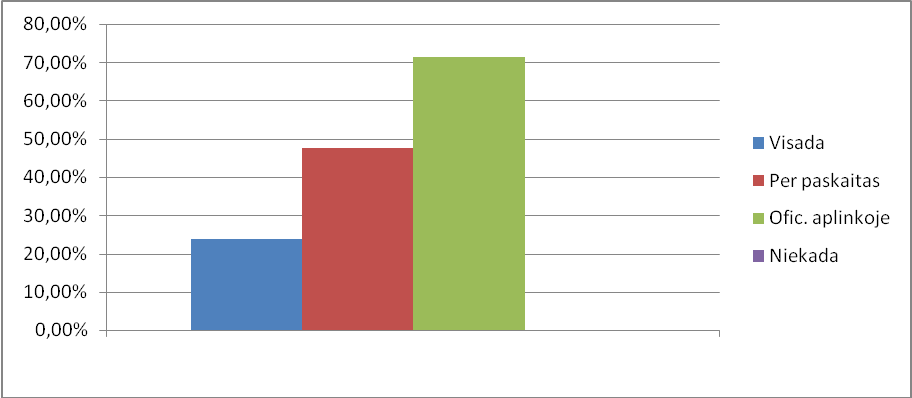 80,00%
70,00%
60,00%
50,00%
40,00%
30,00%
20,00%
10,00%
0,00%
Visada
Per paskaitas
Ofic. aplinkoje
Niekada